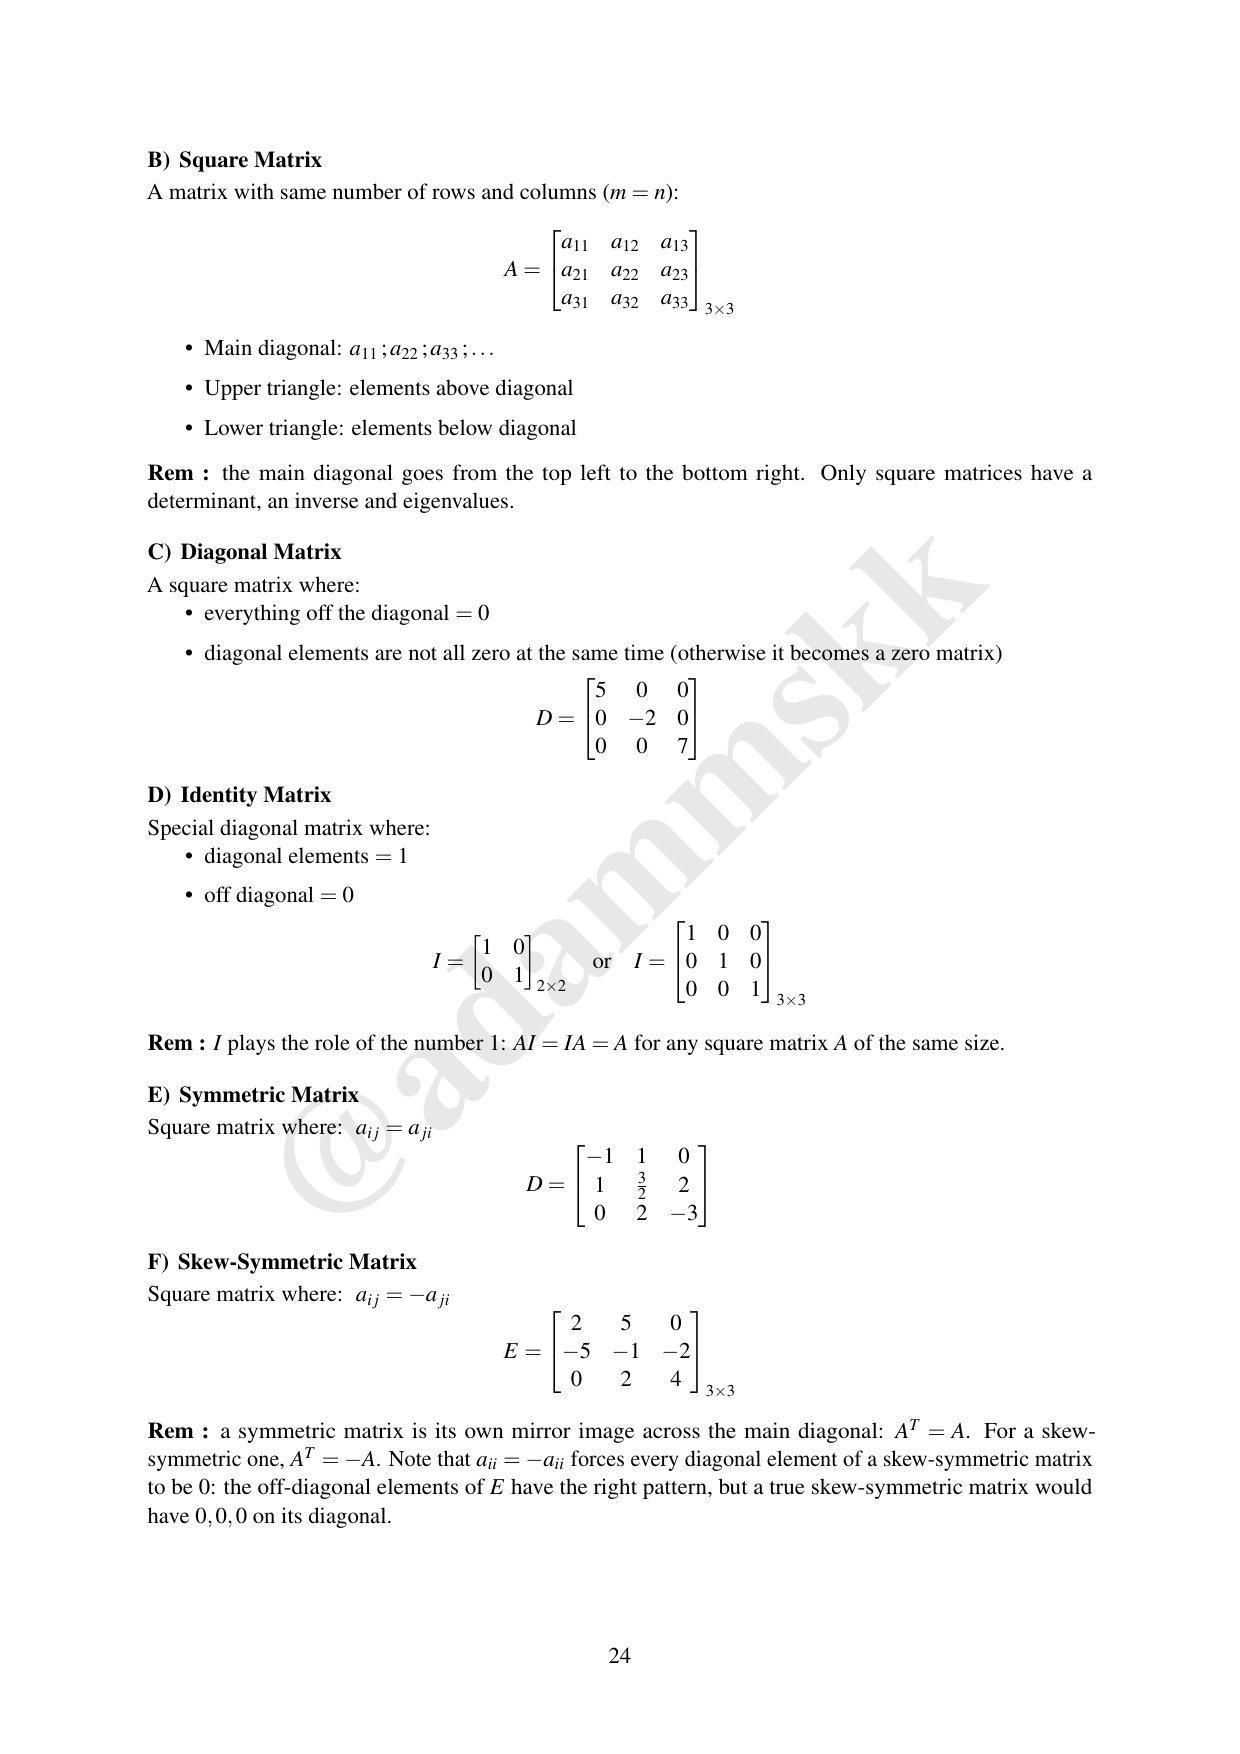 B) Square Matrix
A matrix with same number of rows and columns (m = n):
A = [a11 a12 a13
a21 a22 a23
a31 a32 a33] 3×3
• Main diagonal: a11; a22; a33; ...
• Upper triangle: elements above diagonal
• Lower triangle: elements below diagonal
Rem : the main diagonal goes from the top left to the bottom right. Only square matrices have a
determinant, an inverse and eigenvalues.
C) Diagonal Matrix
A square matrix where:
• everything off the diagonal = 0
• diagonal elements are not all zero at the same time (otherwise it becomes a zero matrix)
D = [5 0 0
0 −2 0
0 0 7]
D) Identity Matrix
Special diagonal matrix where:
• diagonal elements = 1
• off diagonal = 0
I = [1 0
0 1] 2×2 or I = [1 0 0
0 1 0
0 0 1] 3×3
Rem : I plays the role of the number 1: AI = IA = A for any square matrix A of the same size.
E) Symmetric Matrix
Square matrix where: aij = aji
D = [−1 1 0
1 3/2 2
0 2 −3]
F) Skew-Symmetric Matrix
Square matrix where: aij = −aji
E = [2 5 0
−5 −1 −2
0 2 4] 3×3
Rem : a symmetric matrix is its own mirror image across the main diagonal: A^T = A. For a skew-
symmetric one, A^T = −A. Note that aii = −aii forces every diagonal element of a skew-symmetric matrix
to be 0: the off-diagonal elements of E have the right pattern, but a true skew-symmetric matrix would
have 0,0,0 on its diagonal.
24
@adammskk